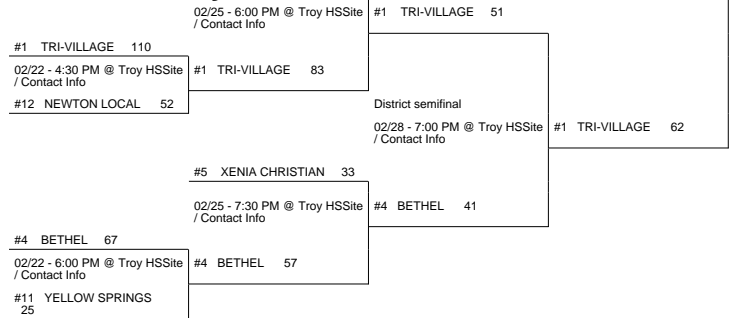 02/25 - 6:00 PM @ Troy HSSite
/ Contact Info
#1 TRI-VILLAGE 51
#1 TRI-VILLAGE 110
02/22 - 4:30 PM @ Troy HSSite
/ Contact Info
#1 TRI-VILLAGE 83
#12 NEWTON LOCAL 52
District semifinal
02/28 - 7:00 PM @ Troy HSSite
/ Contact Info
#1 TRI-VILLAGE 62
#5 XENIA CHRISTIAN 33
02/25 - 7:30 PM @ Troy HSSite
/ Contact Info
#4 BETHEL 41
#4 BETHEL 67
02/22 - 6:00 PM @ Troy HSSite
/ Contact Info
#4 BETHEL 57
#11 YELLOW SPRINGS
25